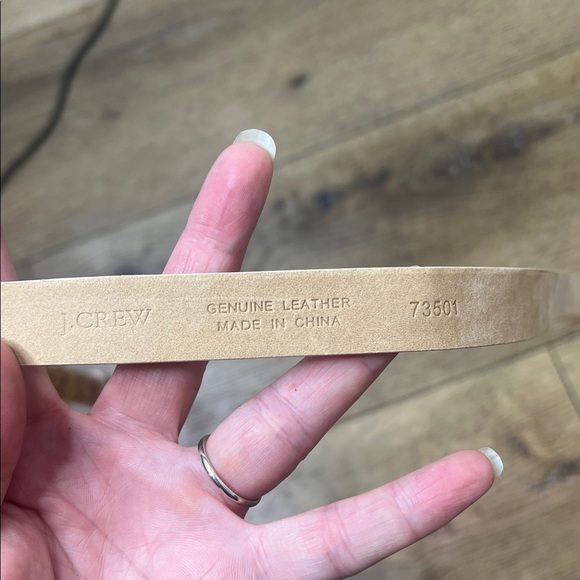 J.CREW
GENUINE LEATHER
MADE IN CHINA
73501